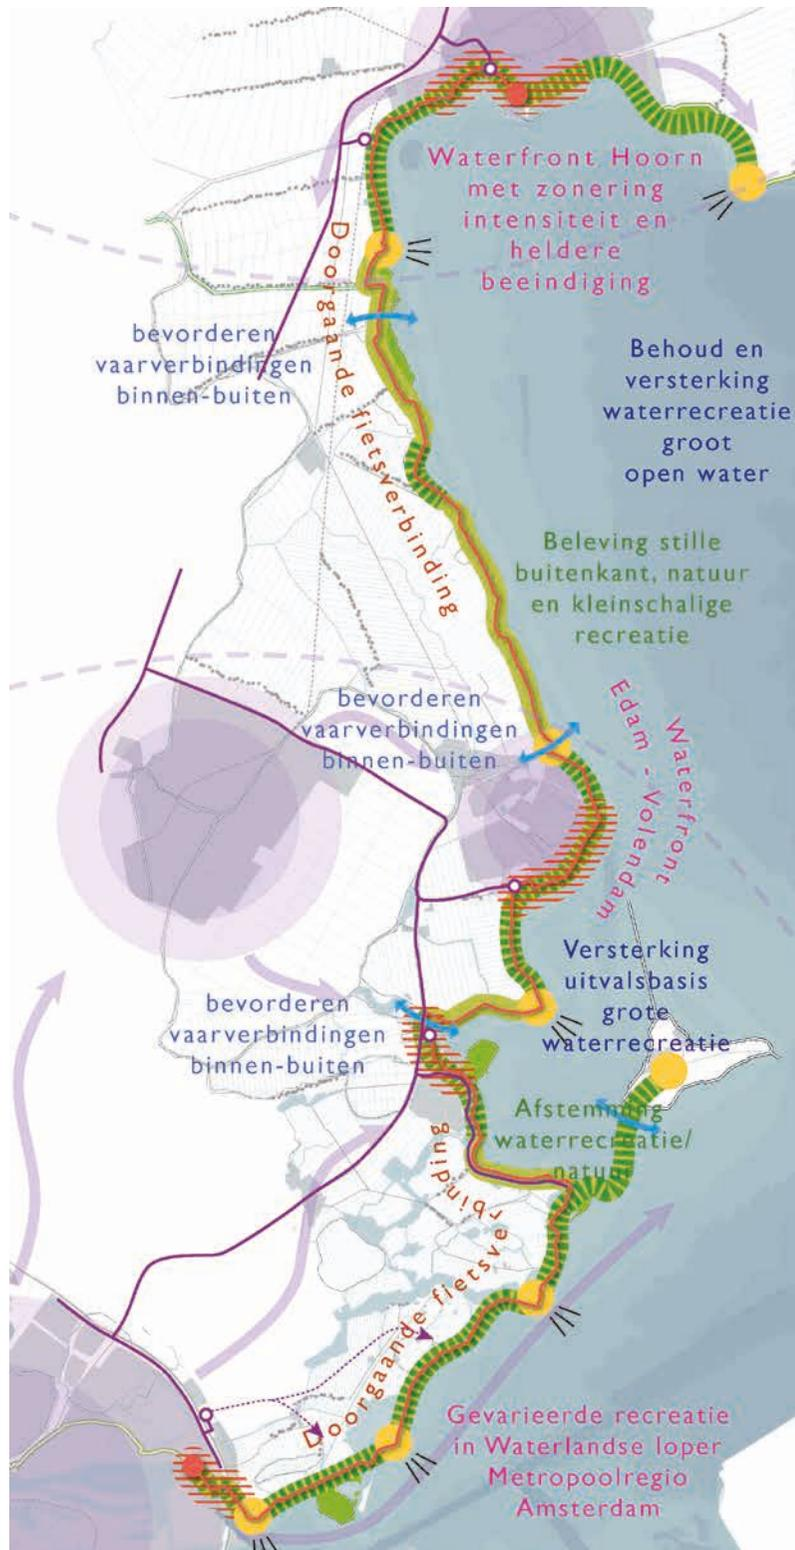 Waterfront Hoorn
met zonering
intensiteit en
heldere
beeindiging
Doorgaande fietsverbinding
bevorderen
vaarverbindingen
binnen-buiten
Behoud en
versterking
waterrecreatie
groot
open water
Beleving stille
buitenkant, natuur
en kleinschalige
recreatie
bevorderen
vaarverbindingen
binnen-buiten
Waterfront
Edam - Volendam
Versterking
uitvalsbasis
grote
waterrecreatie
bevorderen
vaarverbindingen
binnen-buiten
Afstemming
waterrecreatie/
natuur
Doorgaande fietsverbinding
Gevarieerde recreatie
in Waterlandse loper
Metropoolregio
Amsterdam